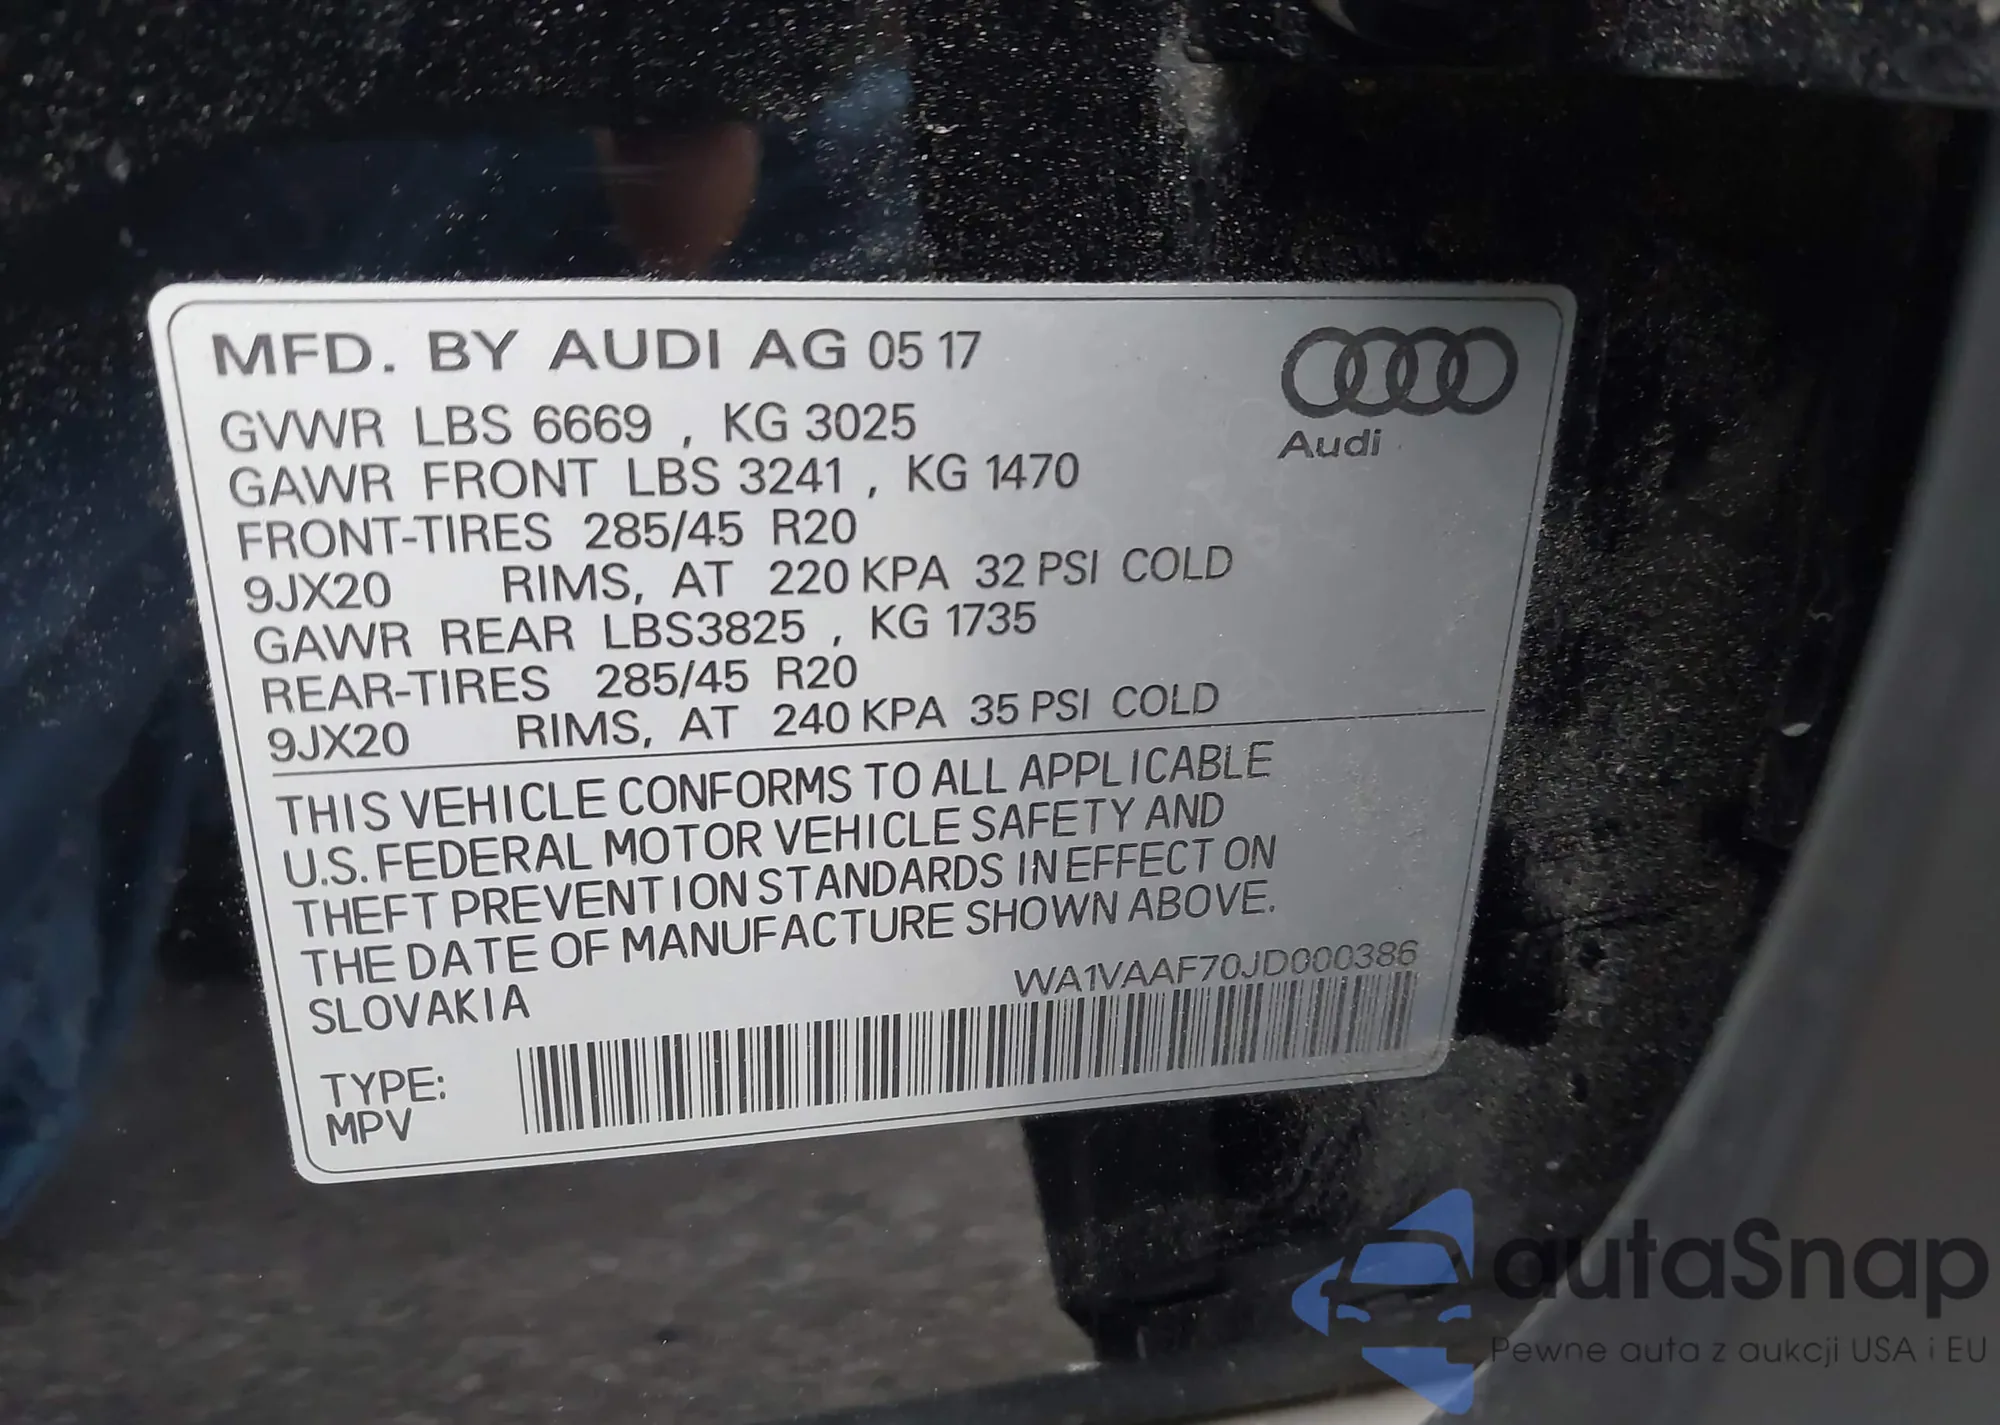 MFD. BY AUDI AG 05 17
GVWR LBS 6669 , KG 3025
GAWR FRONT LBS 3241 , KG 1470
FRONT-TIRES 285/45 R20
9JX20 RIMS, AT 220 KPA 32 PSI COLD
GAWR REAR LBS3825 , KG 1735
REAR-TIRES 285/45 R20
9JX20 RIMS, AT 240 KPA 35 PSI COLD
Audi
THIS VEHICLE CONFORMS TO ALL APPLICABLE
U.S. FEDERAL MOTOR VEHICLE SAFETY AND
THEFT PREVENTION STANDARDS IN EFFECT ON
THE DATE OF MANUFACTURE SHOWN ABOVE.
SLOVAKIA
WA1VAAF70JD000386
TYPE:
MPV
autaSnap
Pewne auta z aukcji USA i EU